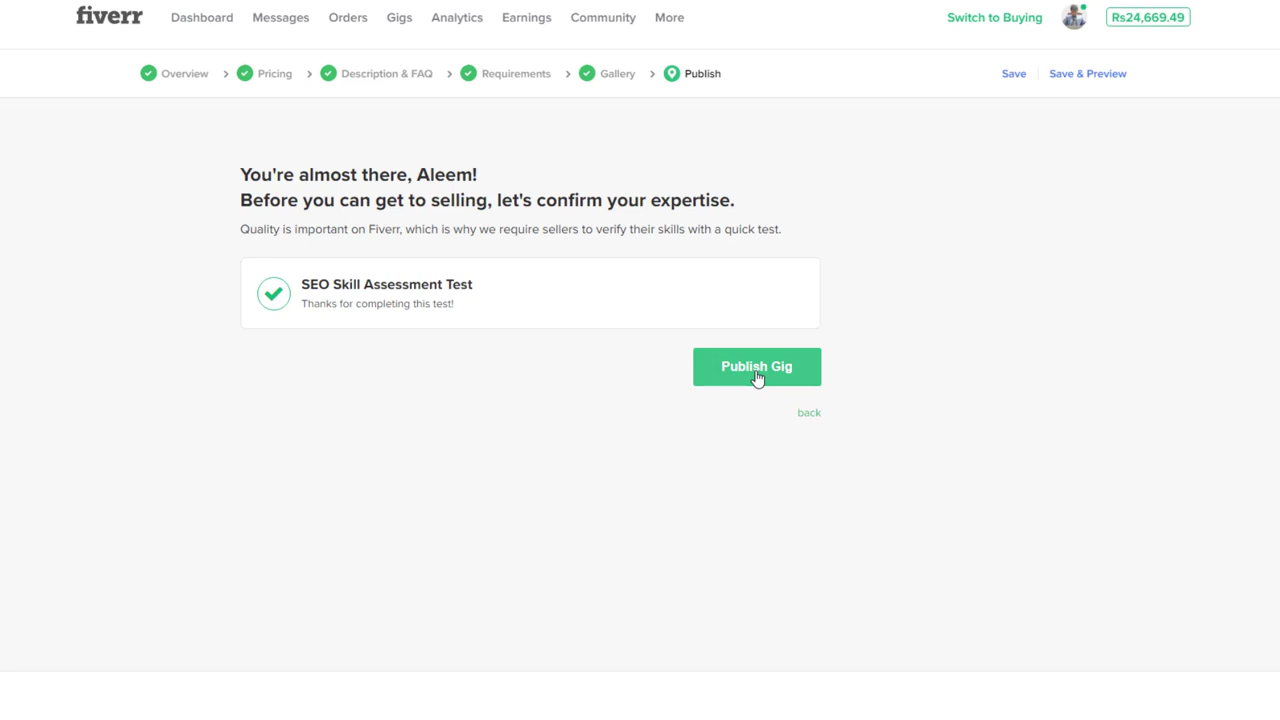 fiverr Dashboard Messages Orders Gigs Analytics Earnings Community More Switch to Buying Rs24,669.49
Overview Pricing Description & FAQ Requirements Gallery Publish Save Save & Preview
You're almost there, Aleem!
Before you can get to selling, let's confirm your expertise.
Quality is important on Fiverr, which is why we require sellers to verify their skills with a quick test.
SEO Skill Assessment Test
Thanks for completing this test!
Publish Gig
back